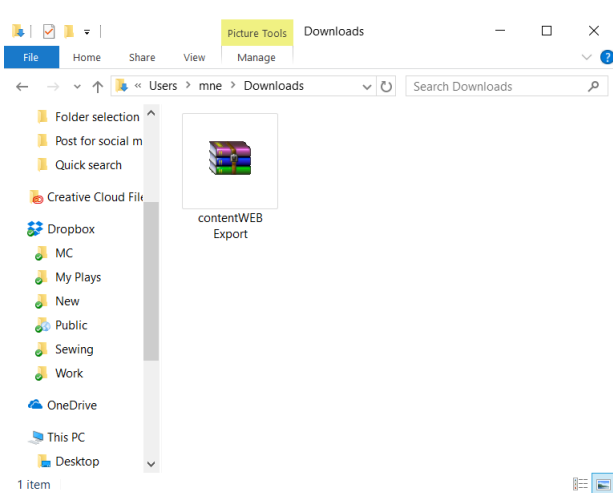 Picture Tools
Downloads
File
Home
Share
View
Manage
« Users > mne > Downloads
Search Downloads
Folder selection
Post for social m
Quick search
Creative Cloud File
Dropbox
MC
My Plays
New
Public
Sewing
Work
OneDrive
This PC
Desktop
contentWEB
Export
1 item